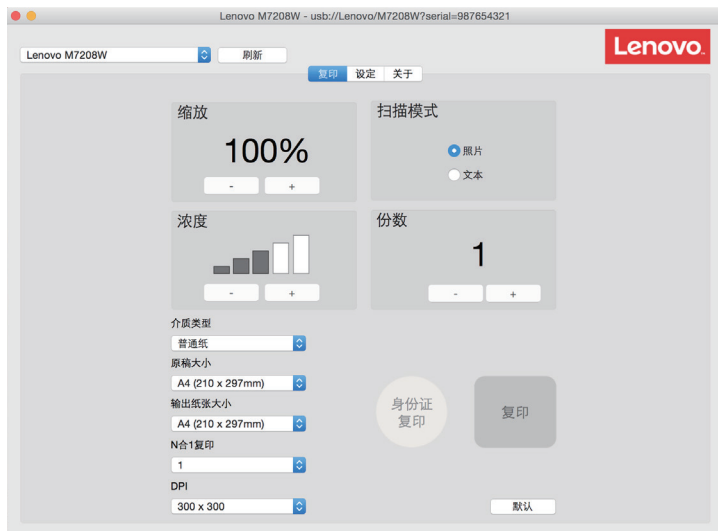 Lenovo M7208W - usb://Lenovo/M7208W?serial=987654321
Lenovo M7208W
刷新
Lenovo
复印 设定 关于
缩放
100%
- +
扫描模式
照片
文本
浓度
- +
份数
1
- +
介质类型
普通纸
原稿大小
A4 (210 x 297mm)
输出纸张大小
A4 (210 x 297mm)
N合1复印
1
DPI
300 x 300
身份证
复印
复印
默认